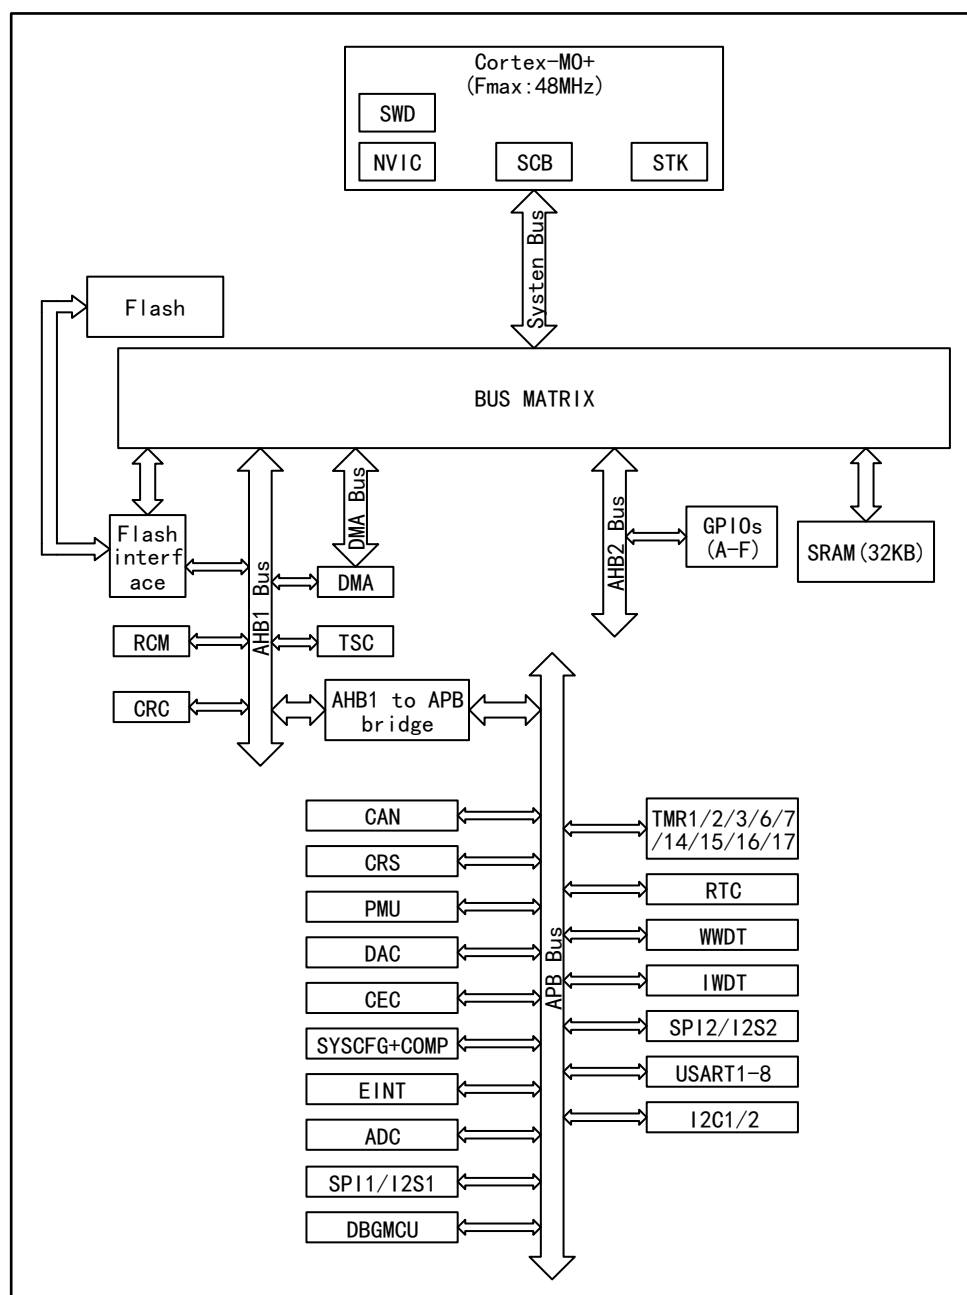 Cortex-M0+
(Fmax:48MHz)
SWD
NVIC
SCB
STK
Systen Bus
Flash
BUS MATRIX
Flash
interf
ace
AHB1 Bus
DMA Bus
DMA
AHB2 Bus
GPIOs
(A-F)
SRAM(32KB)
RCM
TSC
CRC
AHB1 to APB
bridge
APB Bus
CAN
CRS
PMU
DAC
CEC
SYSCFG+COMP
EINT
ADC
SPI1/I2S1
DBGMCU
TMR1/2/3/6/7
/14/15/16/17
RTC
WWDT
IWDT
SPI2/I2S2
USART1-8
I2C1/2